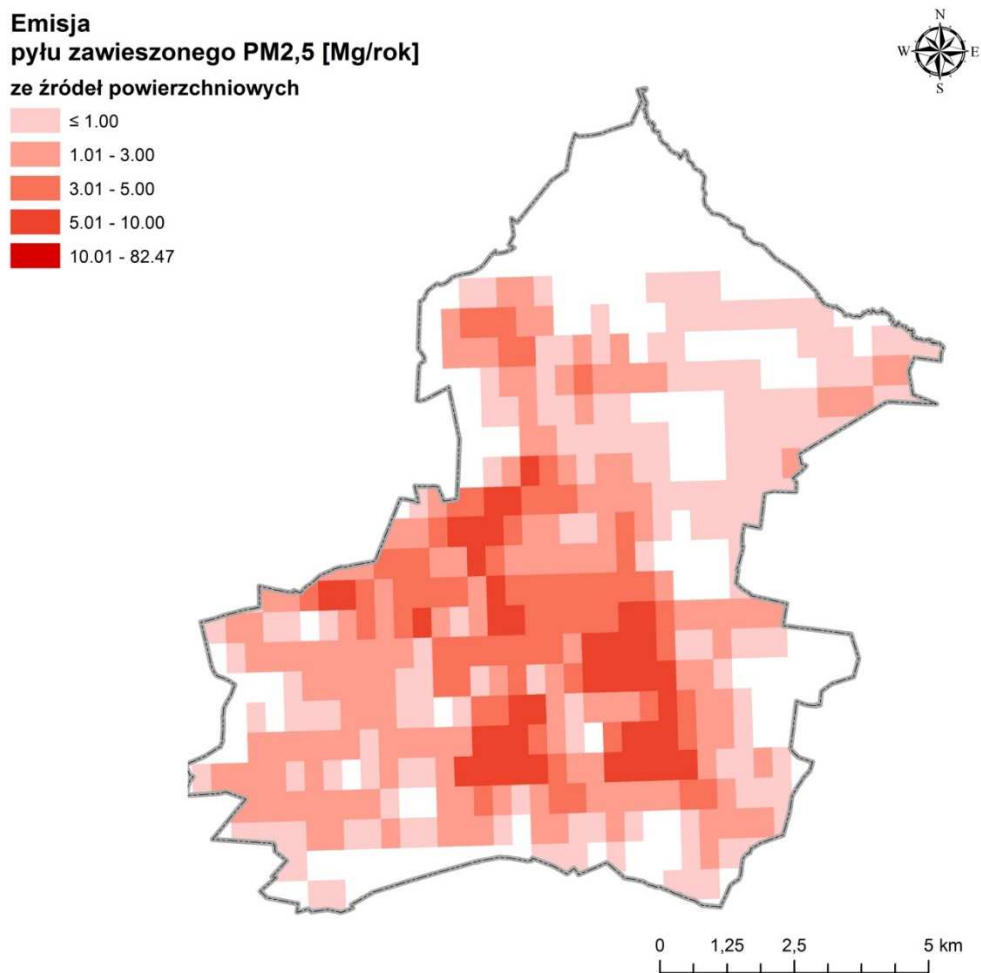 Emisja
pyłu zawieszonego PM2,5 [Mg/rok]
ze źródeł powierzchniowych
≤ 1.00
1.01 - 3.00
3.01 - 5.00
5.01 - 10.00
10.01 - 82.47
N
W E
S
0 1,25 2,5 5 km